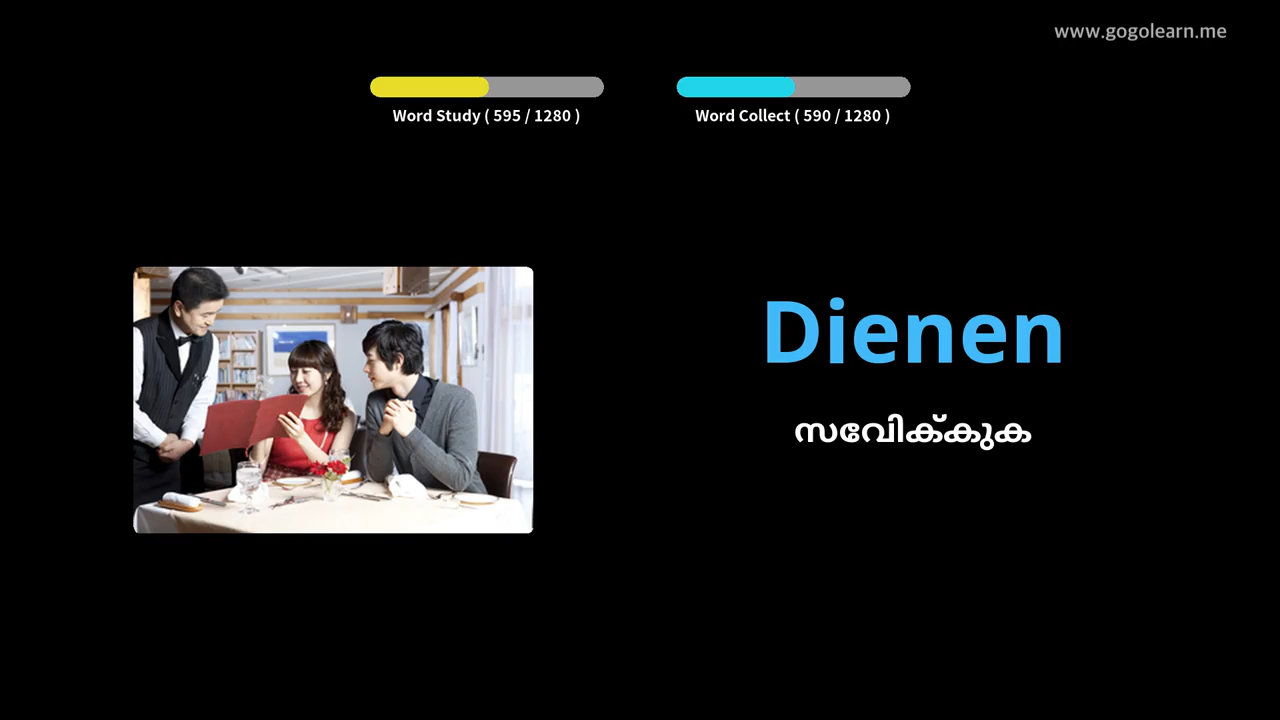 www.gogolearn.me
Word Study ( 595 / 1280 )
Word Collect ( 590 / 1280 )
Dienen
സവേിക്കുക